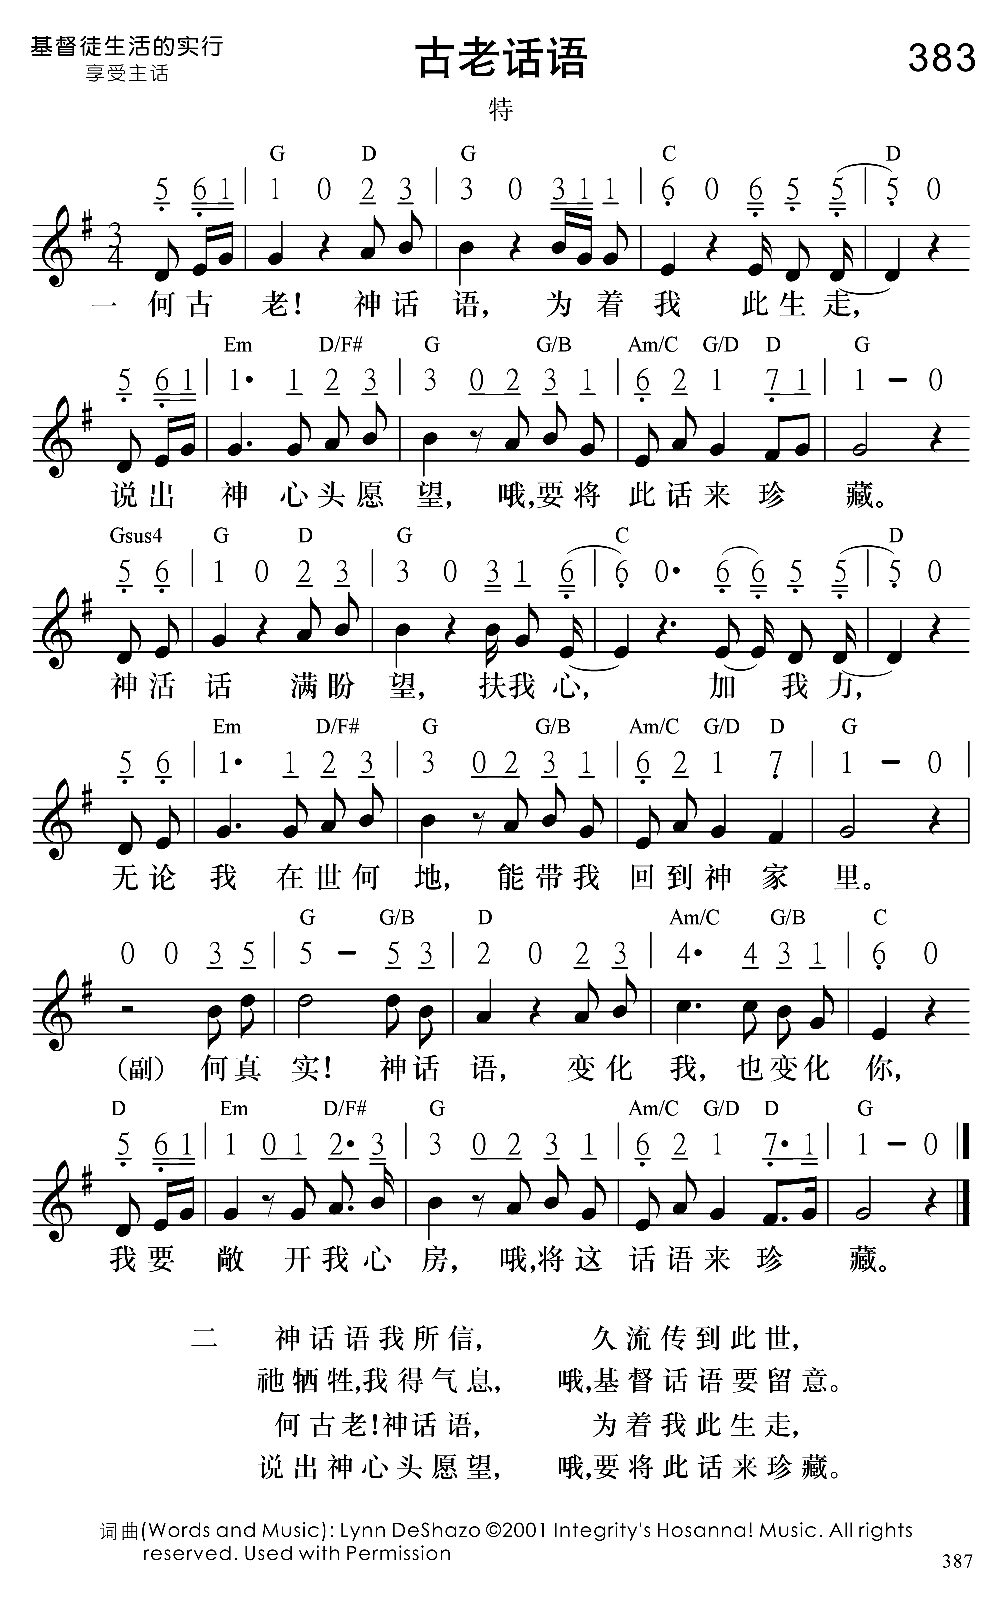 基督徒生活的实行
享受主话
古老话语
383
特
G D G C D
5 6 1 | 1 0 2 3 | 3 0 3 1 1 | 6 0 6 5 5 | 5 0
3/4
一 何古 老! 神话 语, 为着我 此生走,
Em D/F# G G/B Am/C G/D D G
5 6 1 | 1· 1 2 3 | 3 0 2 3 1 | 6 2 1 7 1 | 1 – 0
说出 神 心头愿 望, 哦,要将 此话来珍 藏。
Gsus4 G D G C D
5 6 | 1 0 2 3 | 3 0 3 1 6 | 6 0· 6 6 5 5 | 5 0
神活 话 满盼 望, 扶我心, 加 我力,
Em D/F# G G/B Am/C G/D D G
5 6 | 1· 1 2 3 | 3 0 2 3 1 | 6 2 1 7 | 1 – 0 |
无论 我 在世何 地, 能带我 回到神 家 里。
G G/B D Am/C G/B C
0 0 3 5 | 5 – 5 3 | 2 0 2 3 | 4· 4 3 1 | 6 0
(副) 何真 实! 神话 语, 变化 我, 也变化 你,
D Em D/F# G Am/C G/D D G
5 6 1 | 1 0 1 2· 3 | 3 0 2 3 1 | 6 2 1 7· 1 | 1 – 0
我要 敞 开我心 房, 哦,将这 话语来珍 藏。
二 神话语我所信, 久流传到此世,
祂牺牲,我得气息, 哦,基督话语要留意。
何古老!神话语, 为着我此生走,
说出神心头愿望, 哦,要将此话来珍藏。
词曲(Words and Music): Lynn DeShazo ©2001 Integrity's Hosanna! Music. All rights
reserved. Used with Permission
387